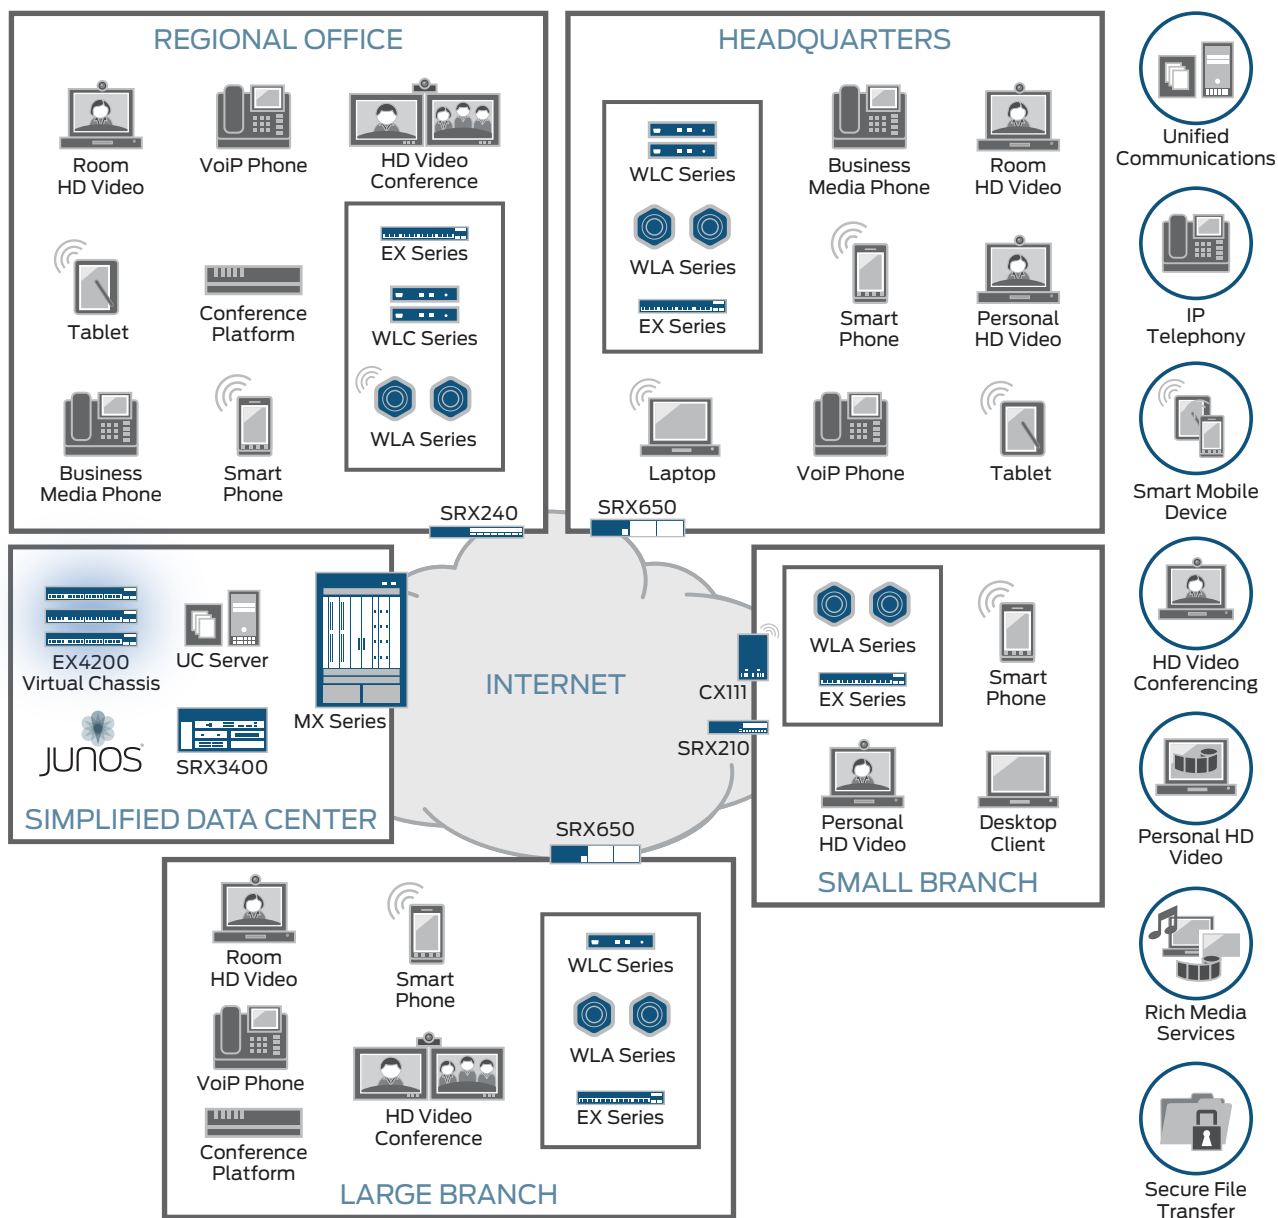 REGIONAL OFFICE
Room
HD Video
VoiP Phone
HD Video
Conference
Tablet
Conference
Platform
EX Series
WLC Series
WLA Series
Business
Media Phone
Smart
Phone
SRX240
HEADQUARTERS
WLC Series
WLA Series
EX Series
Business
Media Phone
Room
HD Video
Smart
Phone
Personal
HD Video
Laptop
VoiP Phone
Tablet
SRX650
EX4200
Virtual Chassis
UC Server
MX Series
JUNOS
SRX3400
SIMPLIFIED DATA CENTER
INTERNET
CX111
SRX210
WLA Series
EX Series
Smart
Phone
Personal
HD Video
Desktop
Client
SMALL BRANCH
SRX650
Room
HD Video
Smart
Phone
VoiP Phone
HD Video
Conference
Conference
Platform
WLC Series
WLA Series
EX Series
LARGE BRANCH
Unified
Communications
IP
Telephony
Smart Mobile
Device
HD Video
Conferencing
Personal HD
Video
Rich Media
Services
Secure File
Transfer